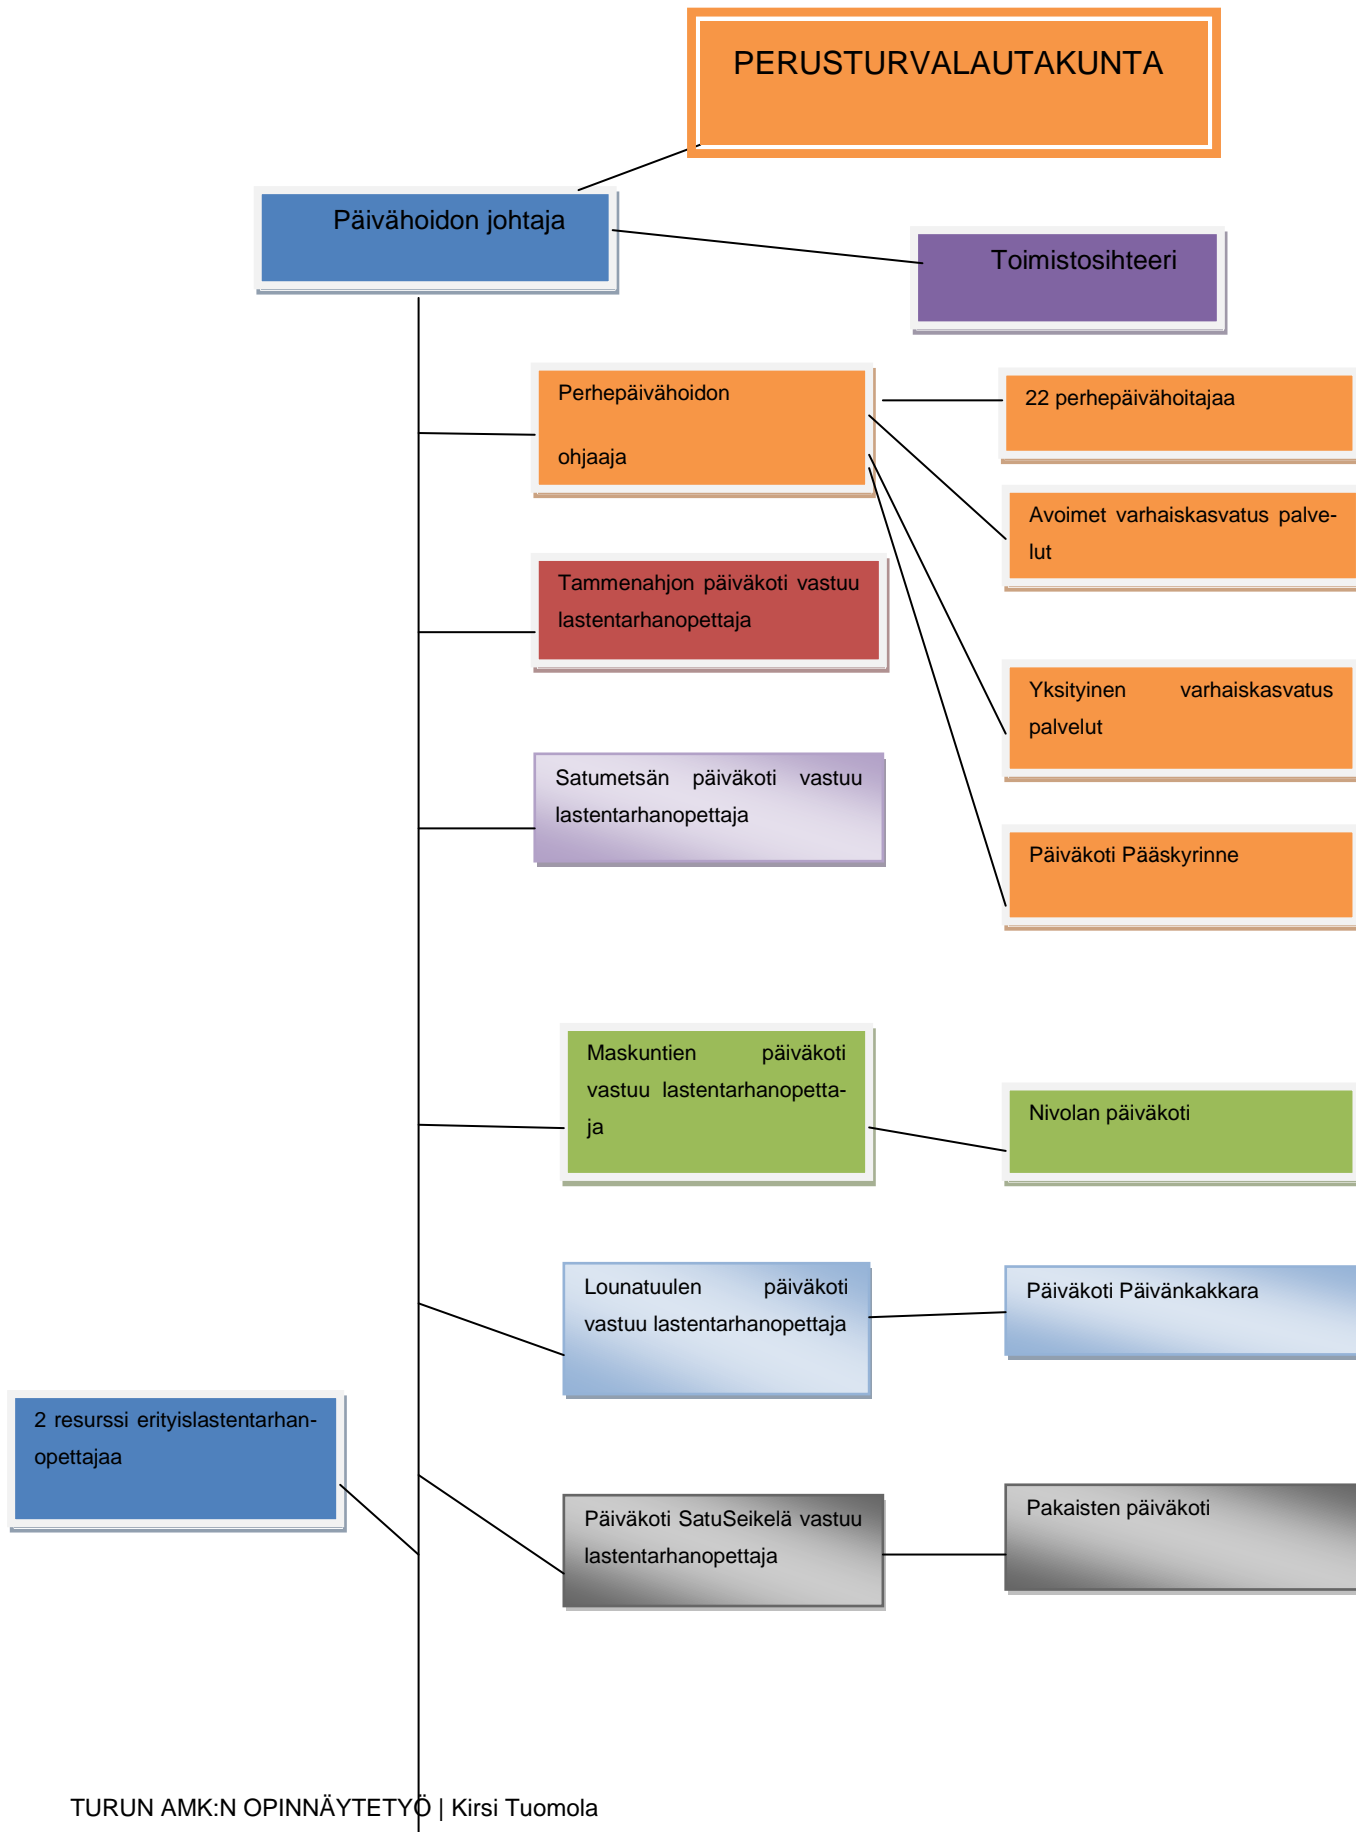 PERUSTURVALAUTAKUNTA
Päivähoidon johtaja
Toimistosihteeri
Perhepäivähoidon
ohjaaja
22 perhepäivähoitajaa
Avoimet varhaiskasvatus palve-
lut
Tammenahjon päiväkoti vastuu
lastentarhanopettaja
Yksityinen varhaiskasvatus
palvelut
Satumetsän päiväkoti vastuu
lastentarhanopettaja
Päiväkoti Pääskyrinne
Maskuntien päiväkoti
vastuu lastentarhanopetta-
ja
Nivolan päiväkoti
Lounatuulen päiväkoti
vastuu lastentarhanopettaja
Päiväkoti Päivänkakkara
2 resurssi erityislastentarhan-
opettajaa
Päiväkoti SatuSeikelä vastuu
lastentarhanopettaja
Pakaisten päiväkoti
TURUN AMK:N OPINNÄYTETYÖ | Kirsi Tuomola